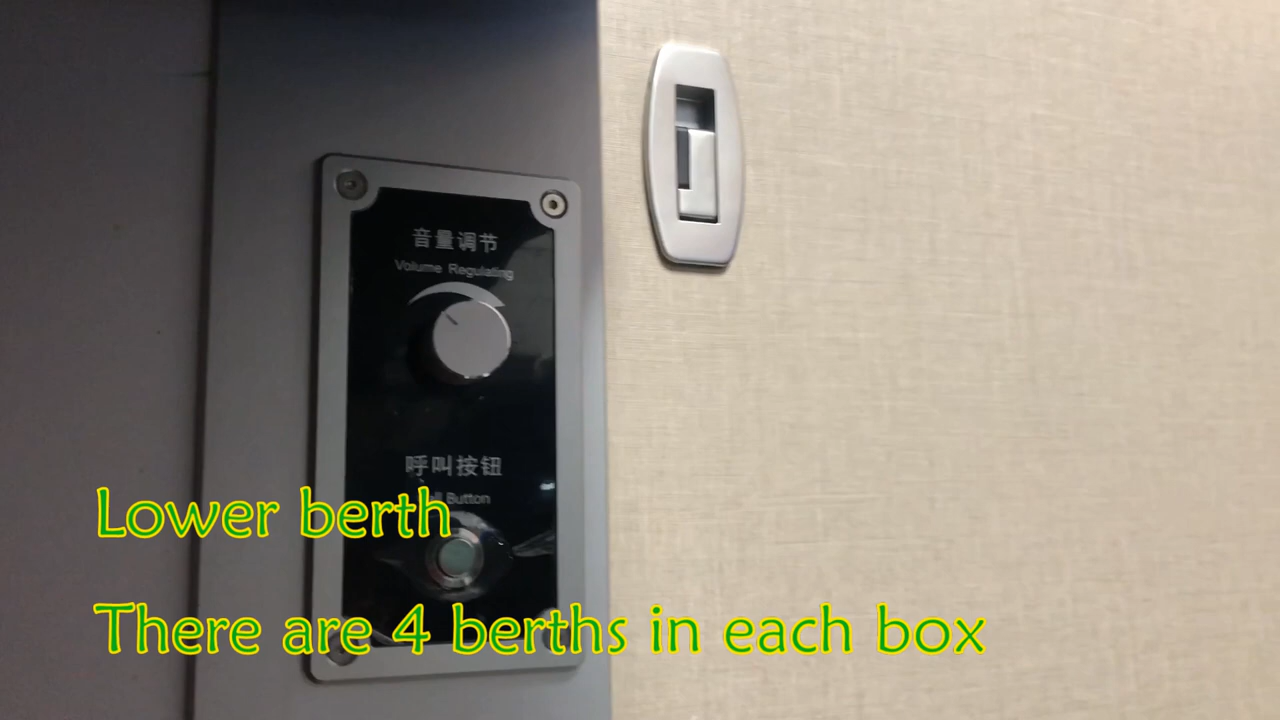 音量调节
Volume Regulating
呼叫按钮
Button
Lower berth
There are 4 berths in each box